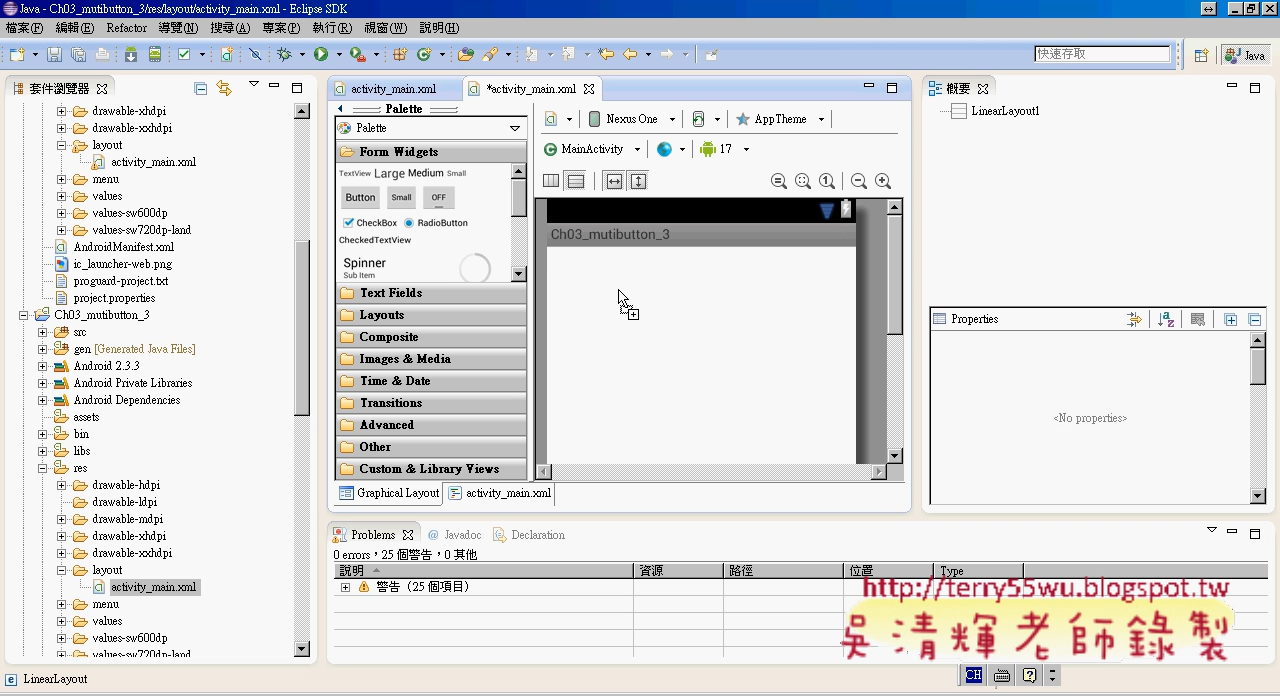 Java - Ch03_mutibutton_3/res/layout/activity_main.xml - Eclipse SDK
檔案(F) 編輯(E) Refactor 導覽(N) 搜尋(A) 專案(P) 執行(R) 視窗(W) 說明(H)
快速存取
Java
套件瀏覽器
drawable-xhdpi
drawable-xxhdpi
layout
activity_main.xml
menu
values
values-sw600dp
values-sw720dp-land
AndroidManifest.xml
ic_launcher-web.png
proguard-project.txt
project.properties
Ch03_mutibutton_3
src
gen [Generated Java Files]
Android 2.3.3
Android Private Libraries
Android Dependencies
assets
bin
libs
res
drawable-hdpi
drawable-ldpi
drawable-mdpi
drawable-xhdpi
drawable-xxhdpi
layout
activity_main.xml
menu
values
values-sw600dp
values-sw720dp-land
activity_main.xml
*activity_main.xml
Palette
Palette
Form Widgets
TextView Large Medium Small
Button Small OFF
CheckBox RadioButton
CheckedTextView
Spinner
Sub Item
Text Fields
Layouts
Composite
Images & Media
Time & Date
Transitions
Advanced
Other
Custom & Library Views
Nexus One
AppTheme
MainActivity
17
Ch03_mutibutton_3
Graphical Layout
activity_main.xml
概要
LinearLayout1
Properties
<No properties>
Problems
@ Javadoc
Declaration
0 errors，25 個警告，0 其他
說明 資源 路徑 位置 Type
警告 (25 個項目)
http://terry55wu.blogspot.tw
吳清輝老師錄製
LinearLayout
CH